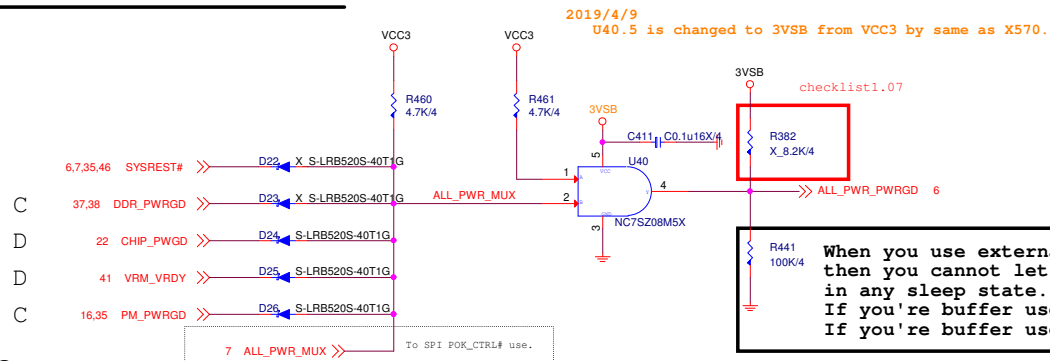 2019/4/9
U40.5 is changed to 3VSB from VCC3 by same as X570.
VCC3
VCC3
3VSB
checklist1.07
R460
4.7K/4
R461
4.7K/4
3VSB
C411
C0.1u16X/4
R382
X_8.2K/4
5
U40
VCC
6,7,35,46 SYSREST#
D22
X_S-LRB520S-40T1G
1
A
4
Y
ALL_PWR_PWRGD 6
C
37,38 DDR_PWRGD
D23
X_S-LRB520S-40T1G
ALL_PWR_MUX
2
B
GND
NC7SZ08M5X
3
D
22 CHIP_PWGD
D24
S-LRB520S-40T1G
R441
100K/4
When you use externa
then you cannot let
in any sleep state.
If you're buffer use
If you're buffer use
D
41 VRM_VRDY
D25
S-LRB520S-40T1G
C
16,35 PM_PWRGD
D26
S-LRB520S-40T1G
7 ALL_PWR_MUX
To SPI POK_CTRL# use.